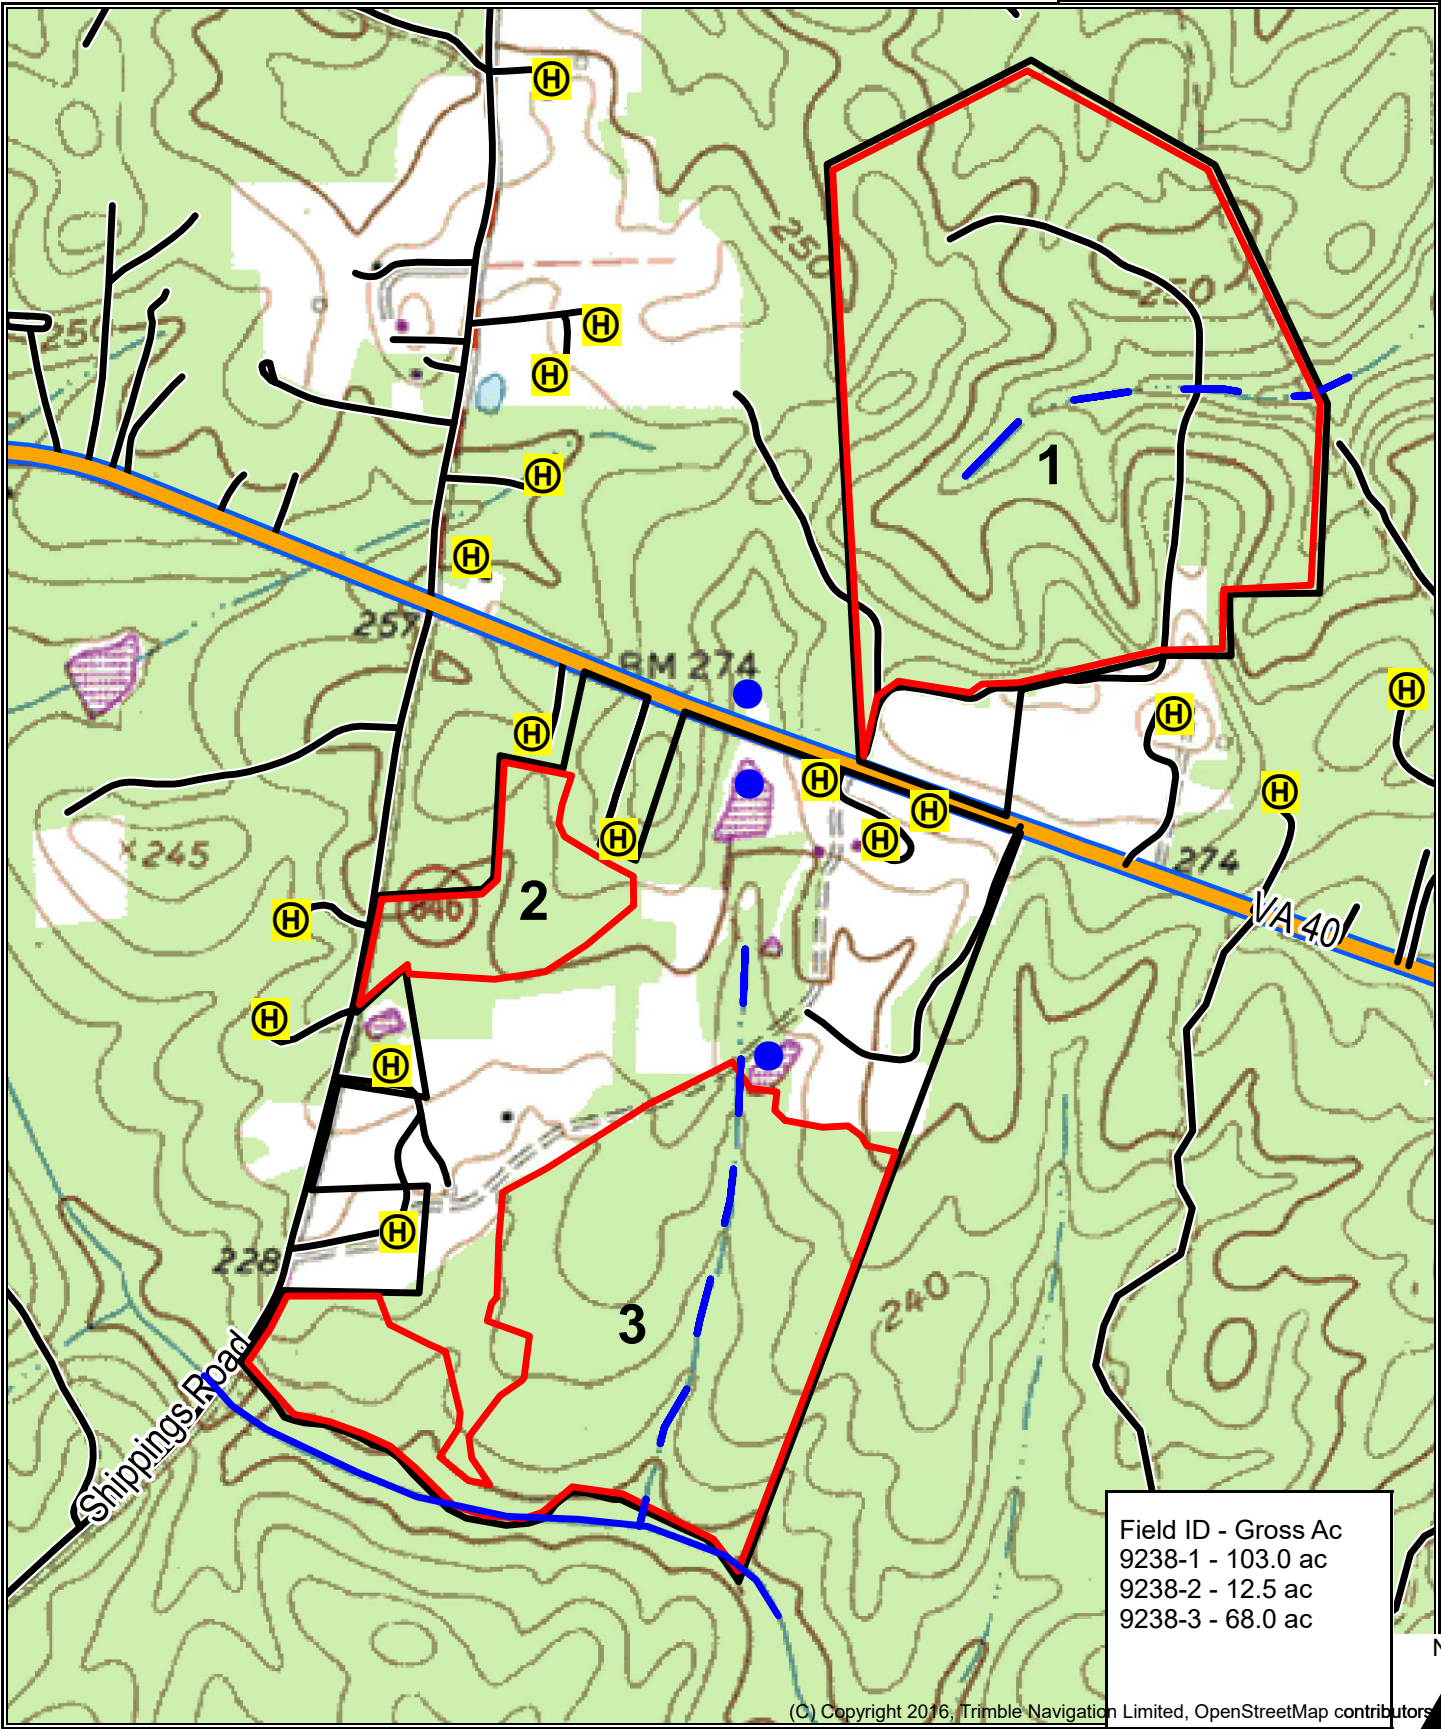 H
250
250
250
H
H
1
H
H
257
BM 274
H
H
H
H
H
H
H
H
274
X 245
846
2
H
VA 40
H
H
H
228
3
240
Shippings Road
Field ID - Gross Ac
9238-1 - 103.0 ac
9238-2 - 12.5 ac
9238-3 - 68.0 ac
N
(C) Copyright 2016, Trimble Navigation Limited, OpenStreetMap contributors